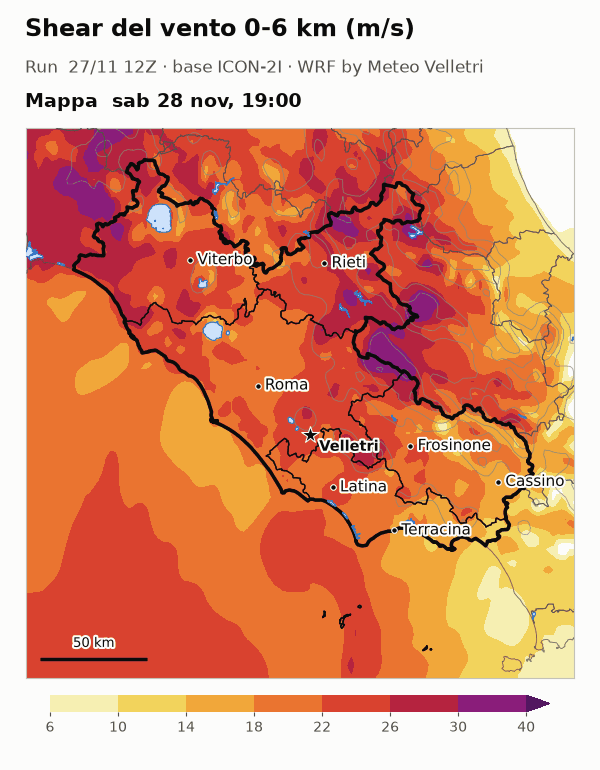 Shear del vento 0-6 km (m/s)
Run  27/11 12Z · base ICON-2I · WRF by Meteo Velletri
Mappa  sab 28 nov, 19:00
Viterbo
Rieti
Roma
Velletri
Frosinone
Cassino
Latina
Terracina
50 km
6 10 14 18 22 26 30 40